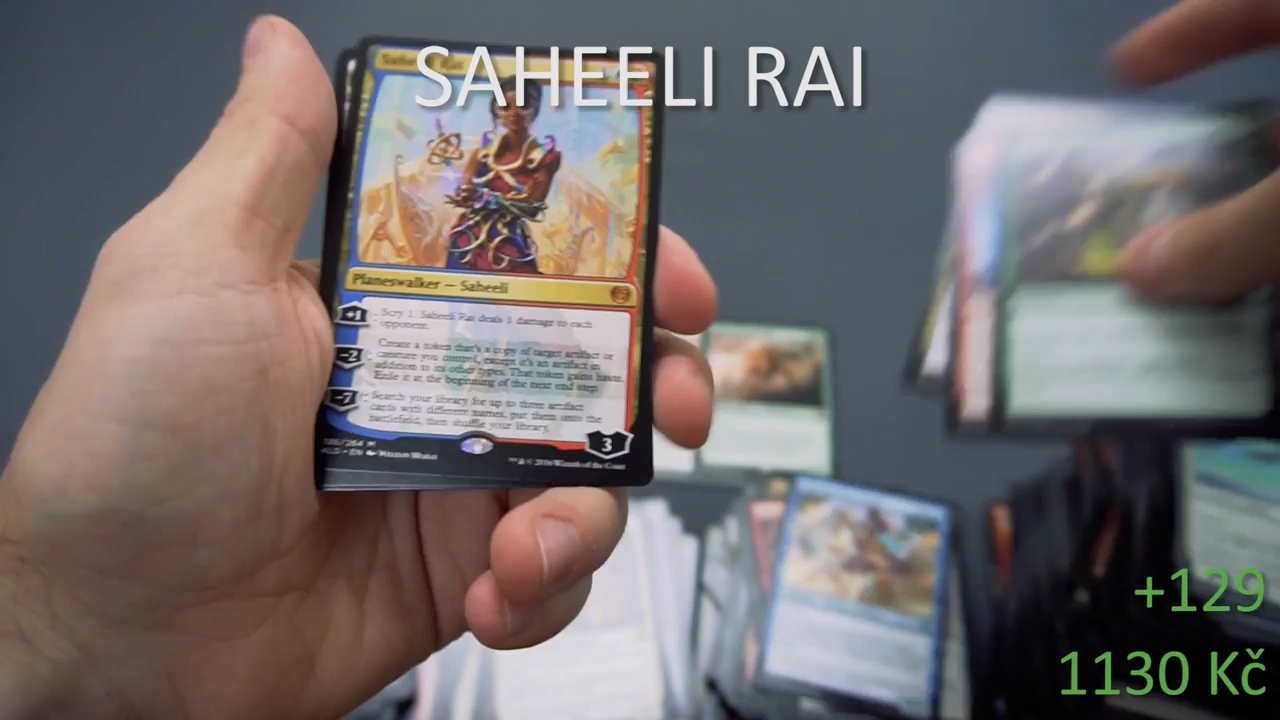 SAHEELI RAI
Planeswalker — Saheeli
+1
: Scry 1. Saheeli Rai deals 1 damage to each
opponent.
-2
: Create a token that's a copy of target artifact or
creature you control, except it's an artifact in
addition to its other types. That token gains haste.
Exile it at the beginning of the next end step.
-7
: Search your library for up to three artifact
cards with different names, put them onto the
battlefield, then shuffle your library.
3
+129
1130 Kč